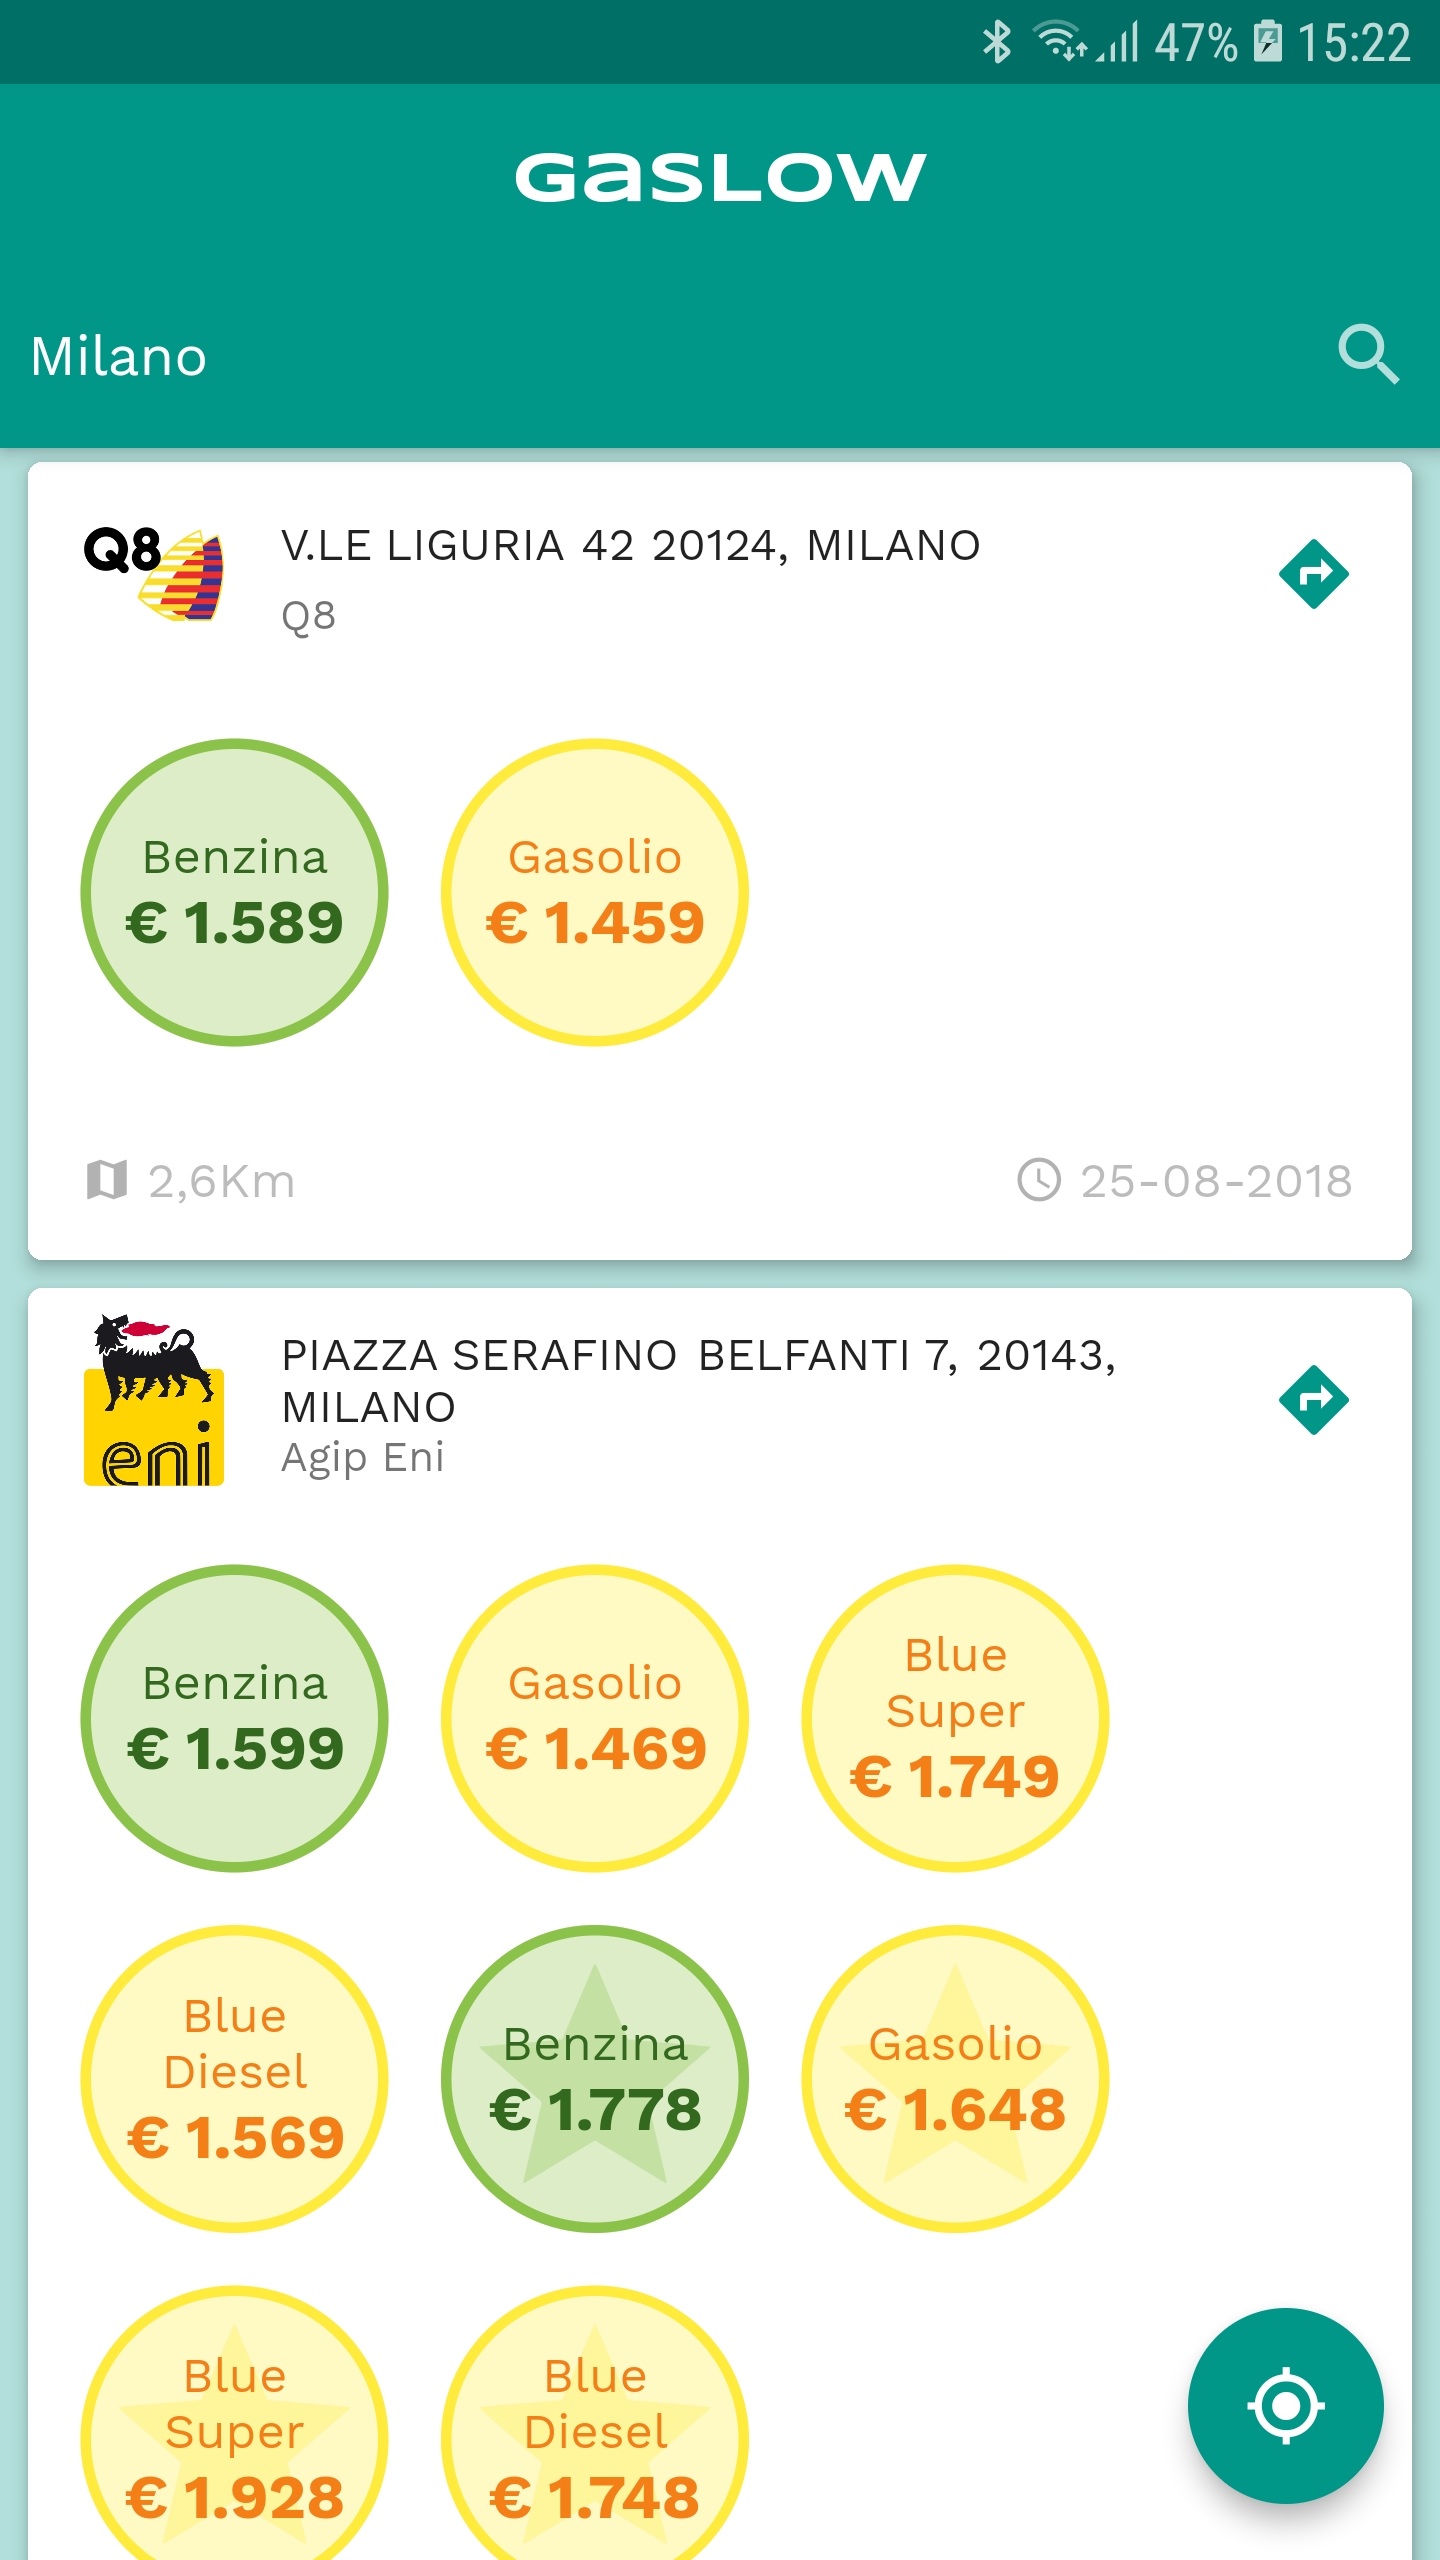 47% 15:22
GasLow
Milano
Q8
V.LE LIGURIA 42 20124, MILANO
Q8
Benzina
€ 1.589
Gasolio
€ 1.459
2,6Km
25-08-2018
eni
PIAZZA SERAFINO BELFANTI 7, 20143,
MILANO
Agip Eni
Benzina
€ 1.599
Gasolio
€ 1.469
Blue
Super
€ 1.749
Blue
Diesel
€ 1.569
Benzina
€ 1.778
Gasolio
€ 1.648
Blue
Super
€ 1.928
Blue
Diesel
€ 1.748